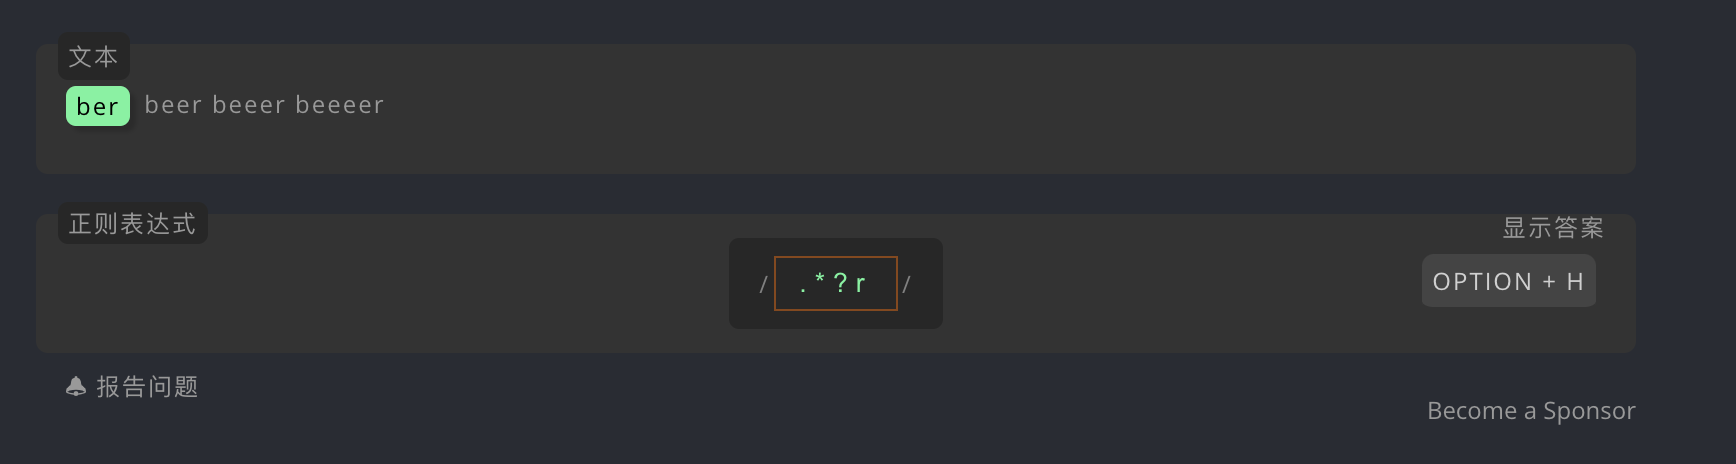 文本
ber beer beeer beeeer
正则表达式
显示答案
/ .*?r /
OPTION + H
报告问题
Become a Sponsor